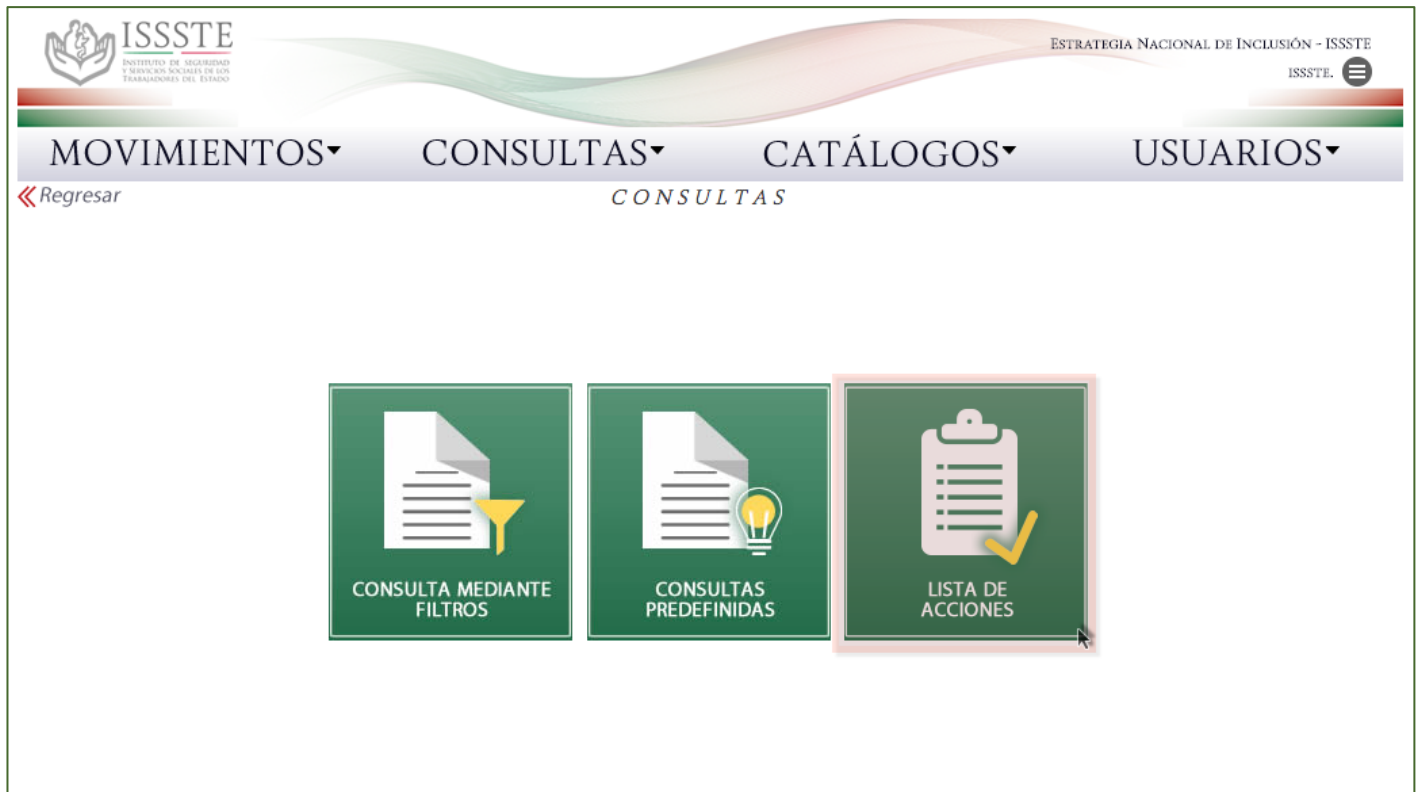 ISSSTE
INSTITUTO DE SEGURIDAD
Y SERVICIOS SOCIALES DE LOS
TRABAJADORES DEL ESTADO
ESTRATEGIA NACIONAL DE INCLUSIÓN - ISSSTE
ISSSTE.
MOVIMIENTOS CONSULTAS CATÁLOGOS USUARIOS
Regresar
CONSULTAS
CONSULTA MEDIANTE
FILTROS
CONSULTAS
PREDEFINIDAS
LISTA DE
ACCIONES